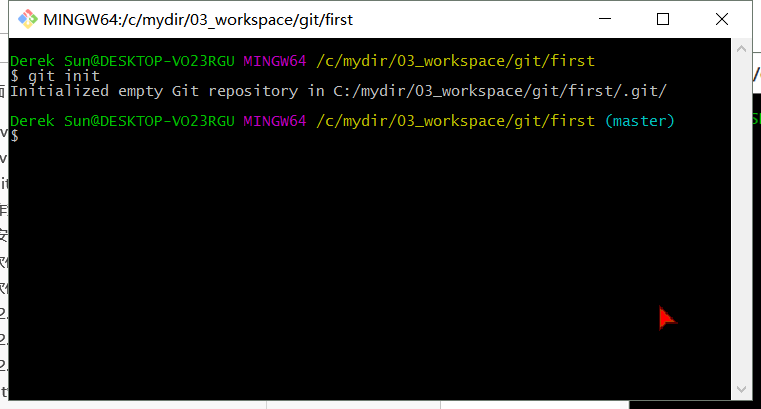 MINGW64:/c/mydir/03_workspace/git/first
Derek Sun@DESKTOP-VO23RGU MINGW64 /c/mydir/03_workspace/git/first
$ git init
Initialized empty Git repository in C:/mydir/03_workspace/git/first/.git/
Derek Sun@DESKTOP-VO23RGU MINGW64 /c/mydir/03_workspace/git/first (master)
$